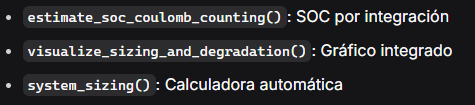 estimate_soc_coulomb_counting(): SOC por integración
visualize_sizing_and_degradation(): Gráfico integrado
system_sizing(): Calculadora automática